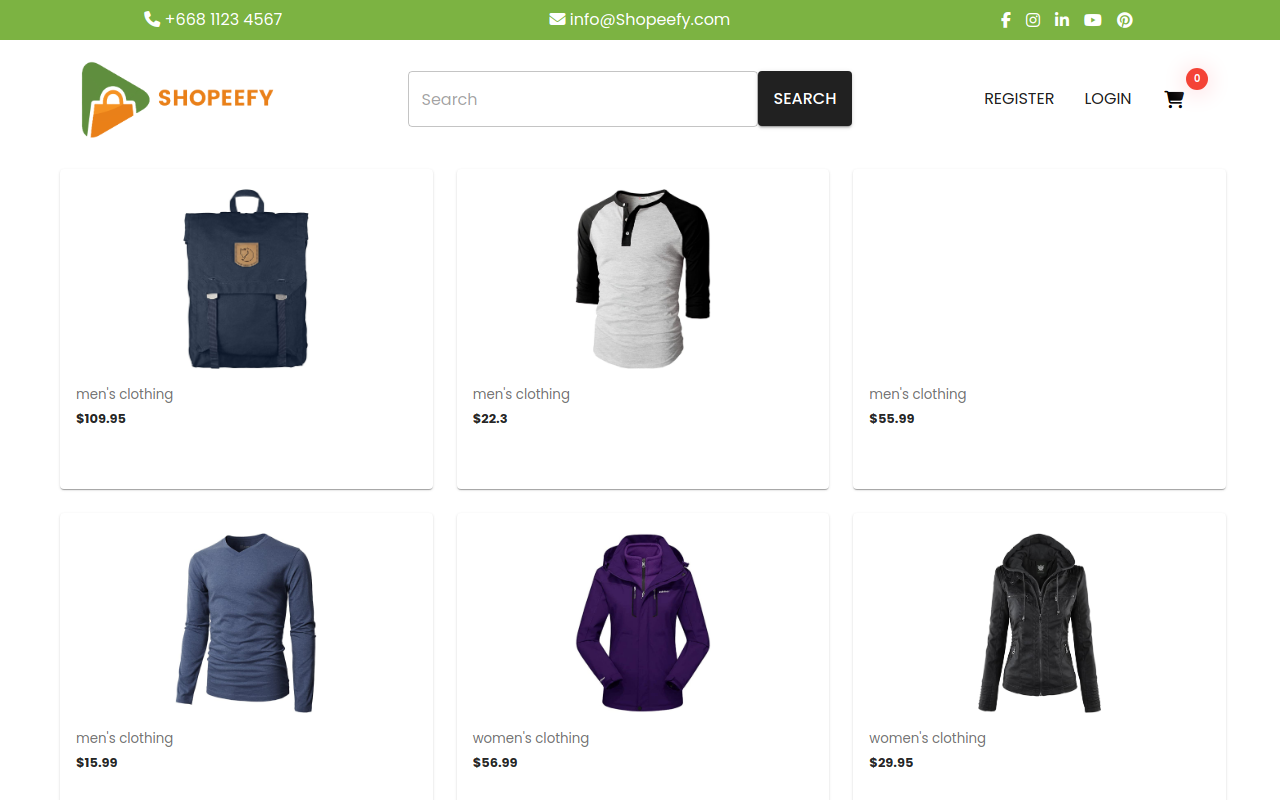 +668 1123 4567
info@Shopeefy.com
SHOPEEFY
Search
SEARCH
REGISTER
LOGIN
0
men's clothing
$109.95
men's clothing
$22.3
men's clothing
$55.99
men's clothing
$15.99
women's clothing
$56.99
women's clothing
$29.95